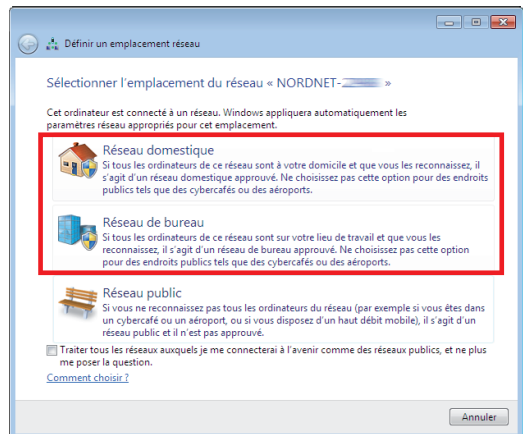 Définir un emplacement réseau
Sélectionner l'emplacement du réseau « NORDNET- »
Cet ordinateur est connecté à un réseau. Windows appliquera automatiquement les
paramètres réseau appropriés pour cet emplacement.
Réseau domestique
Si tous les ordinateurs de ce réseau sont à votre domicile et que vous les reconnaissez, il
s'agit d'un réseau domestique approuvé. Ne choisissez pas cette option pour des endroits
publics tels que des cybercafés ou des aéroports.
Réseau de bureau
Si tous les ordinateurs de ce réseau sont sur votre lieu de travail et que vous les
reconnaissez, il s'agit d'un réseau de bureau approuvé. Ne choisissez pas cette option
pour des endroits publics tels que des cybercafés ou des aéroports.
Réseau public
Si vous ne reconnaissez pas tous les ordinateurs du réseau (par exemple si vous êtes dans
un cybercafé ou un aéroport, ou si vous disposez d'un haut débit mobile), il s'agit d'un
réseau public et il n'est pas approuvé.
Traiter tous les réseaux auxquels je me connecterai à l'avenir comme des réseaux publics, et ne plus
me poser la question.
Comment choisir ?
Annuler